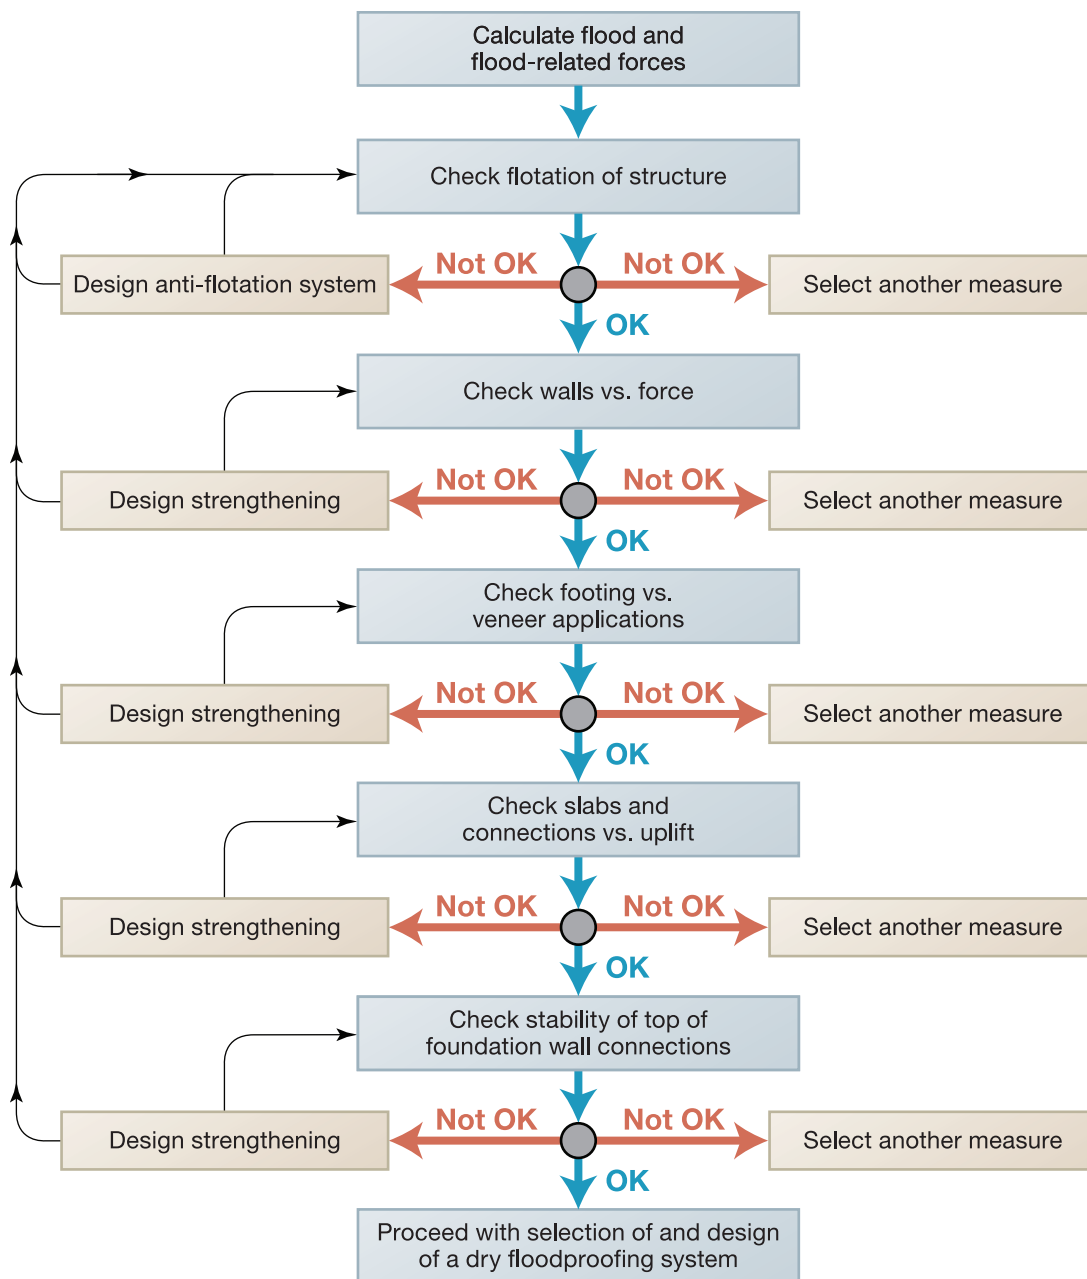 Calculate flood and
flood-related forces
Check flotation of structure
Not OK
Not OK
Design anti-flotation system
Select another measure
OK
Check walls vs. force
Not OK
Not OK
Design strengthening
Select another measure
OK
Check footing vs.
veneer applications
Not OK
Not OK
Design strengthening
Select another measure
OK
Check slabs and
connections vs. uplift
Not OK
Not OK
Design strengthening
Select another measure
OK
Check stability of top of
foundation wall connections
Not OK
Not OK
Design strengthening
Select another measure
OK
Proceed with selection of and design
of a dry floodproofing system